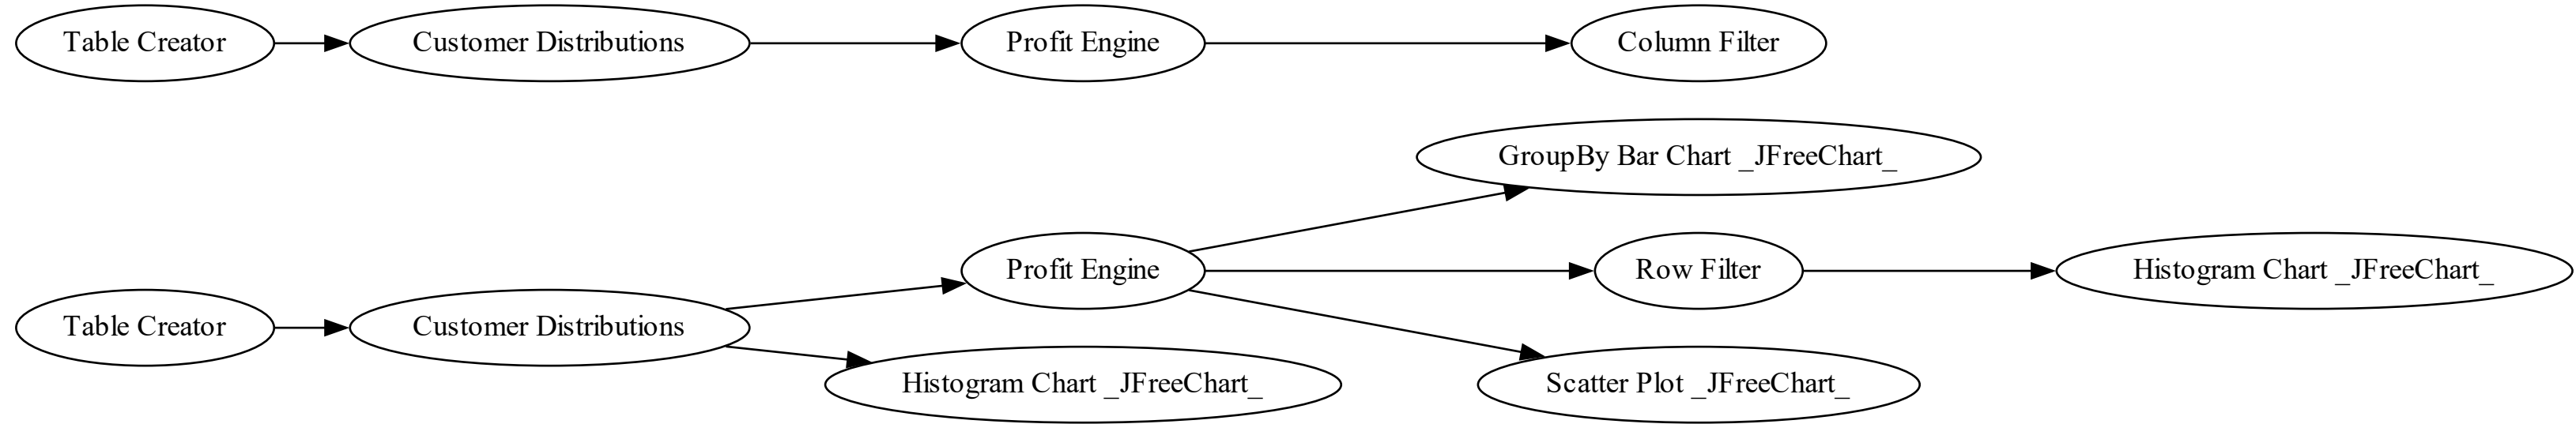 Table Creator
Customer Distributions
Profit Engine
Column Filter
GroupBy Bar Chart _JFreeChart_
Profit Engine
Row Filter
Histogram Chart _JFreeChart_
Table Creator
Customer Distributions
Histogram Chart _JFreeChart_
Scatter Plot _JFreeChart_